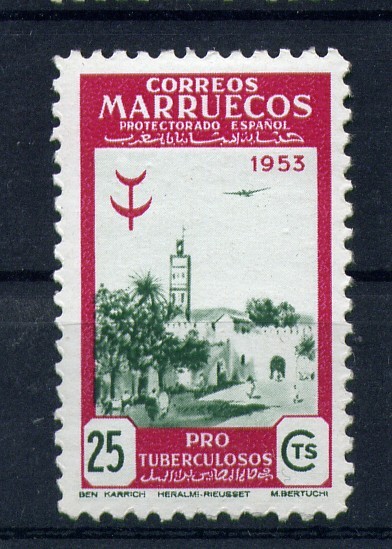 CORREOS
MARRUECOS
PROTECTORADO ESPAÑOL
1953
25
PRO
TUBERCULOSOS
CTS
BEN KARRICH HERALMI-RIEUSSET M.BERTUCHI